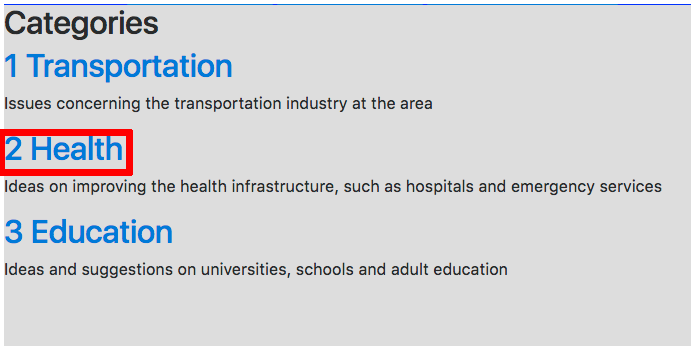 Categories
1 Transportation
Issues concerning the transportation industry at the area
2 Health
Ideas on improving the health infrastructure, such as hospitals and emergency services
3 Education
Ideas and suggestions on universities, schools and adult education